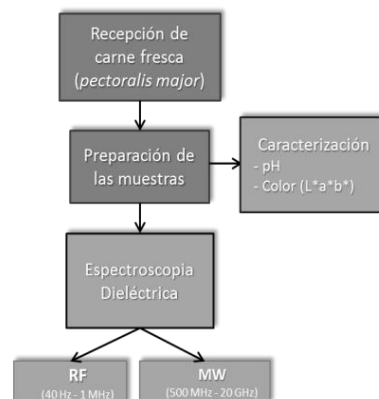 Recepción de
carne fresca
(pectoralis major)
Preparación de
las muestras
Caracterización
- pH
- Color (L*a*b*)
Espectroscopia
Dieléctrica
RF
(40 Hz - 1 MHz)
MW
(500 MHz - 20 GHz)